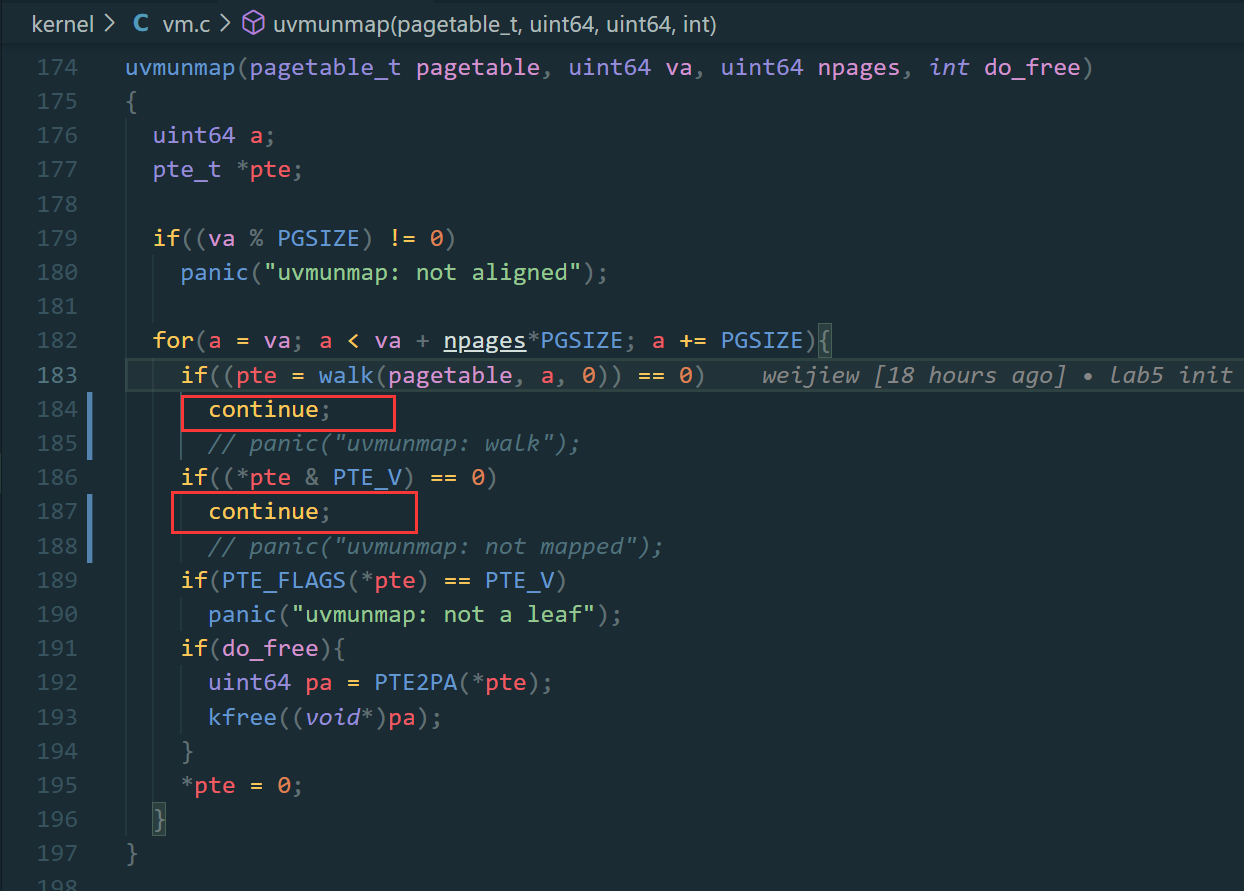 kernel > C vm.c > uvmunmap(pagetable_t, uint64, uint64, int)
174 uvmunmap(pagetable_t pagetable, uint64 va, uint64 npages, int do_free)
175 {
176   uint64 a;
177   pte_t *pte;
178
179   if((va % PGSIZE) != 0)
180     panic("uvmunmap: not aligned");
181
182   for(a = va; a < va + npages*PGSIZE; a += PGSIZE){
183     if((pte = walk(pagetable, a, 0)) == 0)    weijiew [18 hours ago] • lab5 init
184       continue;
185       // panic("uvmunmap: walk");
186     if((*pte & PTE_V) == 0)
187       continue;
188       // panic("uvmunmap: not mapped");
189     if(PTE_FLAGS(*pte) == PTE_V)
190       panic("uvmunmap: not a leaf");
191     if(do_free){
192       uint64 pa = PTE2PA(*pte);
193       kfree((void*)pa);
194     }
195     *pte = 0;
196   }
197 }
198